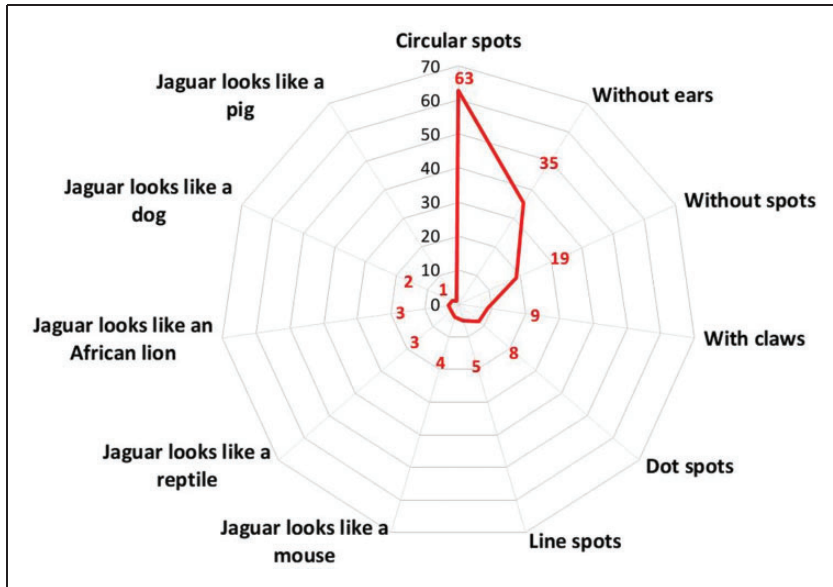 Circular spots
Jaguar looks like a
pig
Without ears
Jaguar looks like a
dog
Without spots
Jaguar looks like an
African lion
With claws
Jaguar looks like a
reptile
Dot spots
Jaguar looks like a
mouse
Line spots
70
60
50
40
30
20
10
0
63
35
19
9
8
5
4
3
3
2
1